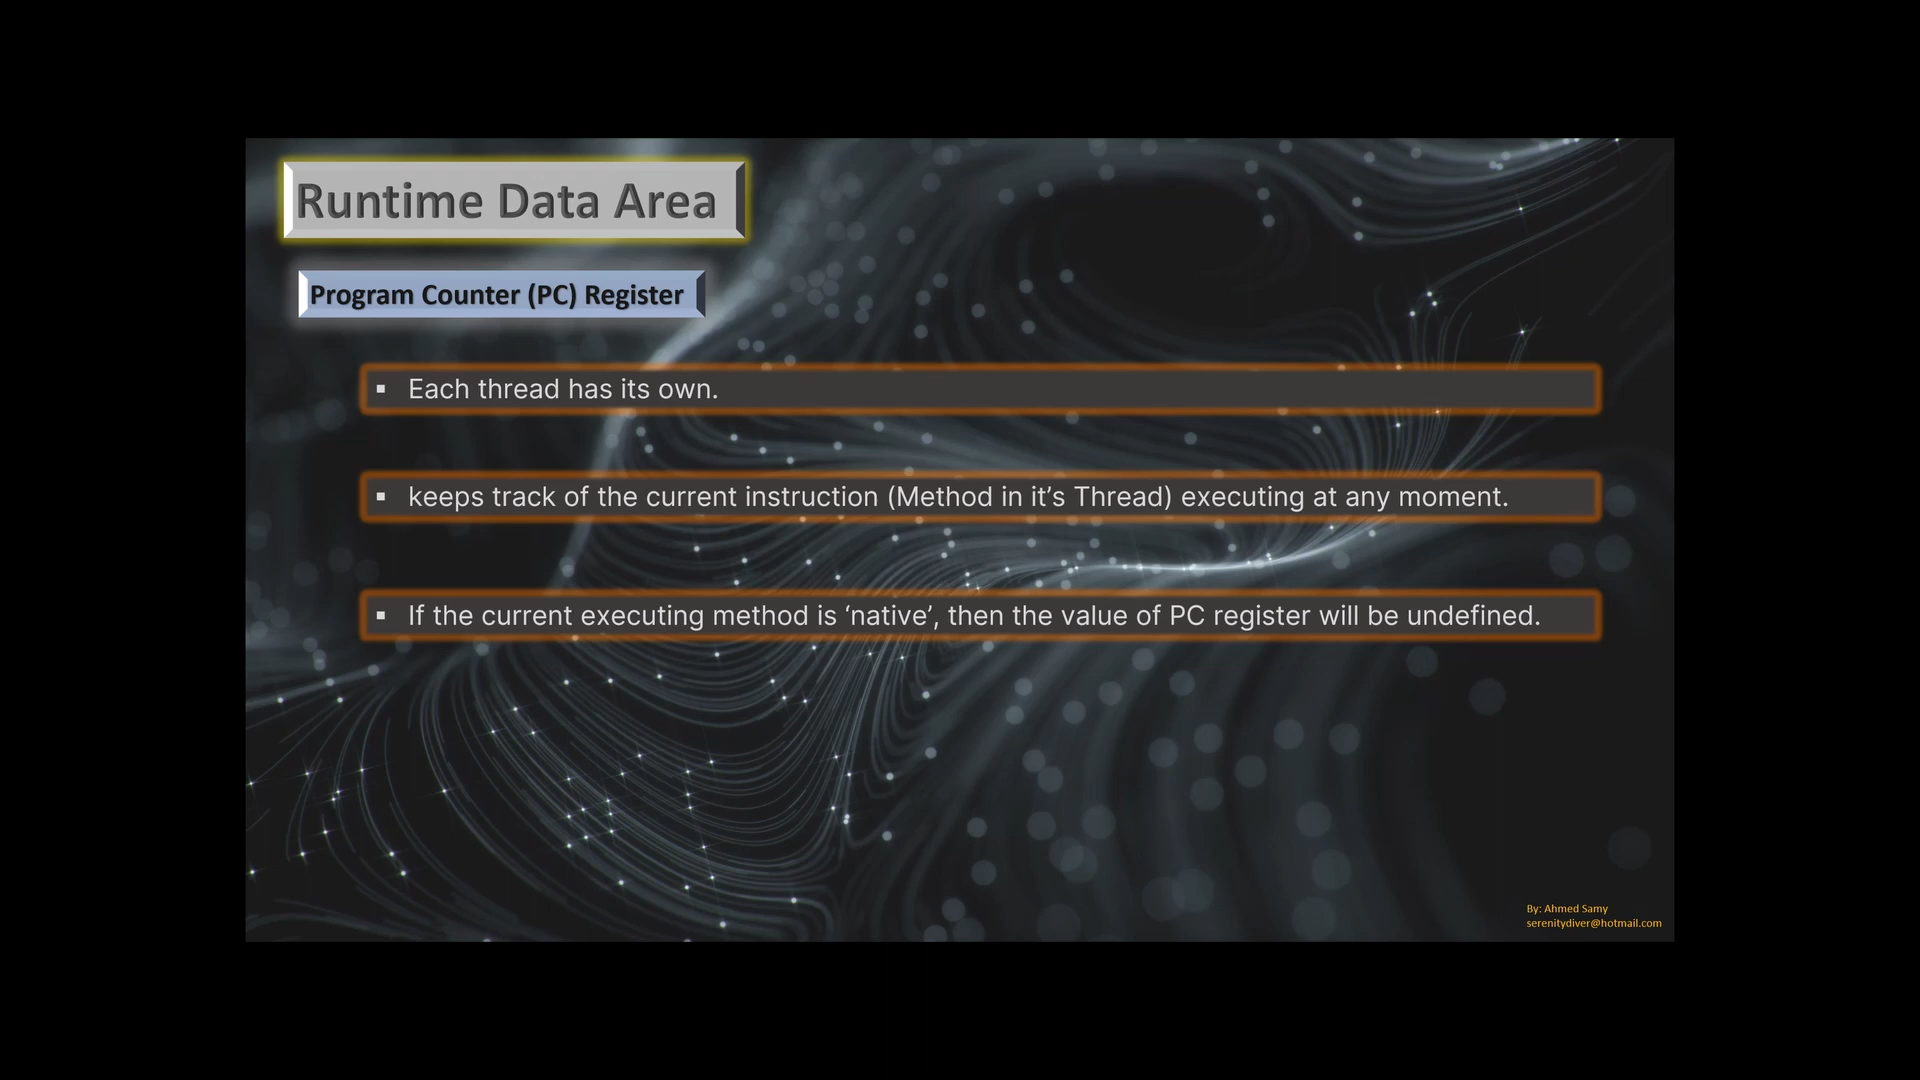 Runtime Data Area
Program Counter (PC) Register
▪ Each thread has its own.
▪ keeps track of the current instruction (Method in it’s Thread) executing at any moment.
▪ If the current executing method is ‘native’, then the value of PC register will be undefined.
By: Ahmed Samy
serenitydiver@hotmail.com